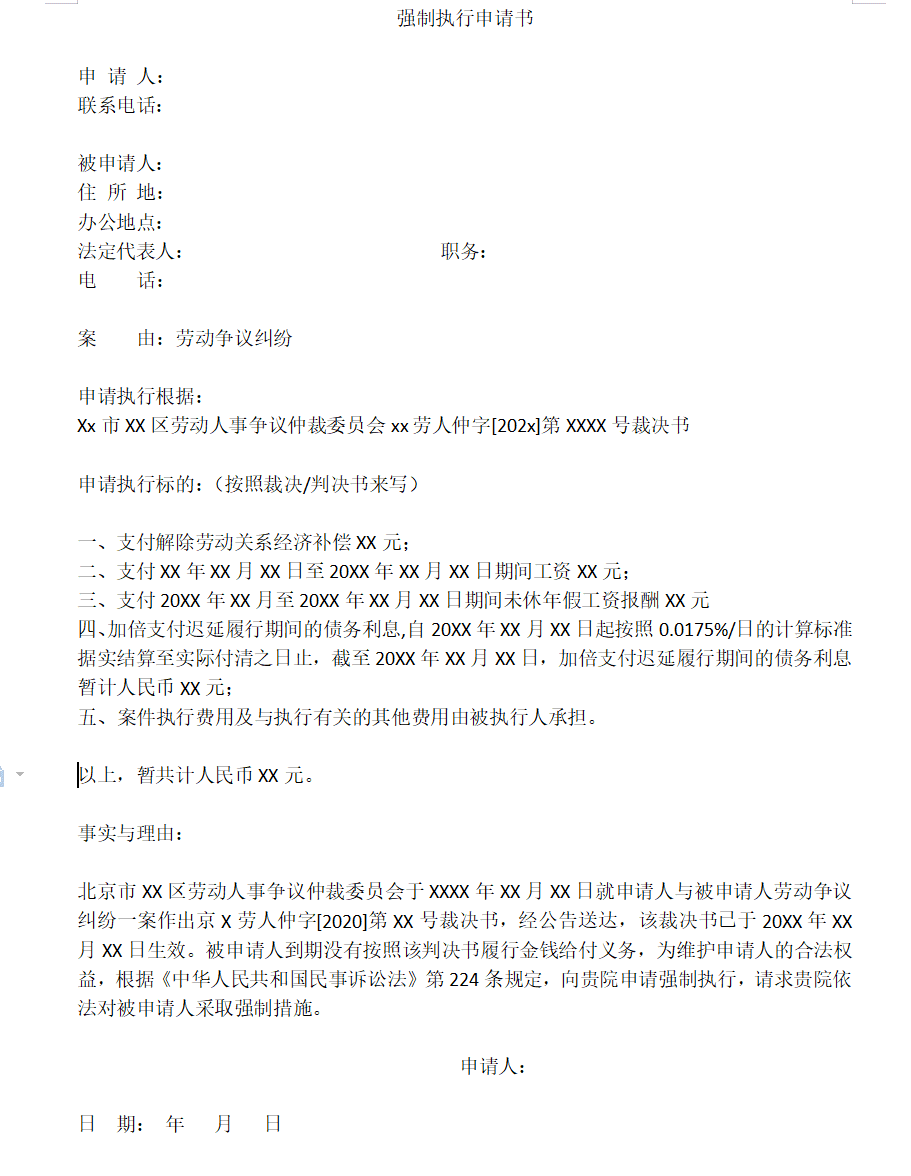 强制执行申请书
申 请 人：
联系电话：
被申请人：
住 所 地：
办公地点：
法定代表人： 职务：
电 话：
案 由：劳动争议纠纷
申请执行根据：
Xx 市 XX 区劳动人事争议仲裁委员会 xx 劳人仲字[202x]第 XXXX 号裁决书
申请执行标的：（按照裁决/判决书来写）
一、支付解除劳动关系经济补偿 XX 元；
二、支付 XX 年 XX 月 XX 日至 20XX 年 XX 月 XX 日期间工资 XX 元；
三、支付 20XX 年 XX 月至 20XX 年 XX 月 XX 日期间未休年假工资报酬 XX 元
四、加倍支付迟延履行期间的债务利息,自 20XX 年 XX 月 XX 日起按照 0.0175%/日的计算标准
据实结算至实际付清之日止，截至 20XX 年 XX 月 XX 日，加倍支付迟延履行期间的债务利息
暂计人民币 XX 元；
五、案件执行费用及与执行有关的其他费用由被执行人承担。
以上，暂共计人民币 XX 元。
事实与理由：
北京市 XX 区劳动人事争议仲裁委员会于 XXXX 年 XX 月 XX 日就申请人与被申请人劳动争议
纠纷一案作出京 X 劳人仲字[2020]第 XX 号裁决书，经公告送达，该裁决书已于 20XX 年 XX
月 XX 日生效。被申请人到期没有按照该判决书履行金钱给付义务，为维护申请人的合法权
益，根据《中华人民共和国民事诉讼法》第 224 条规定，向贵院申请强制执行，请求贵院依
法对被申请人采取强制措施。
申请人：
日 期： 年 月 日